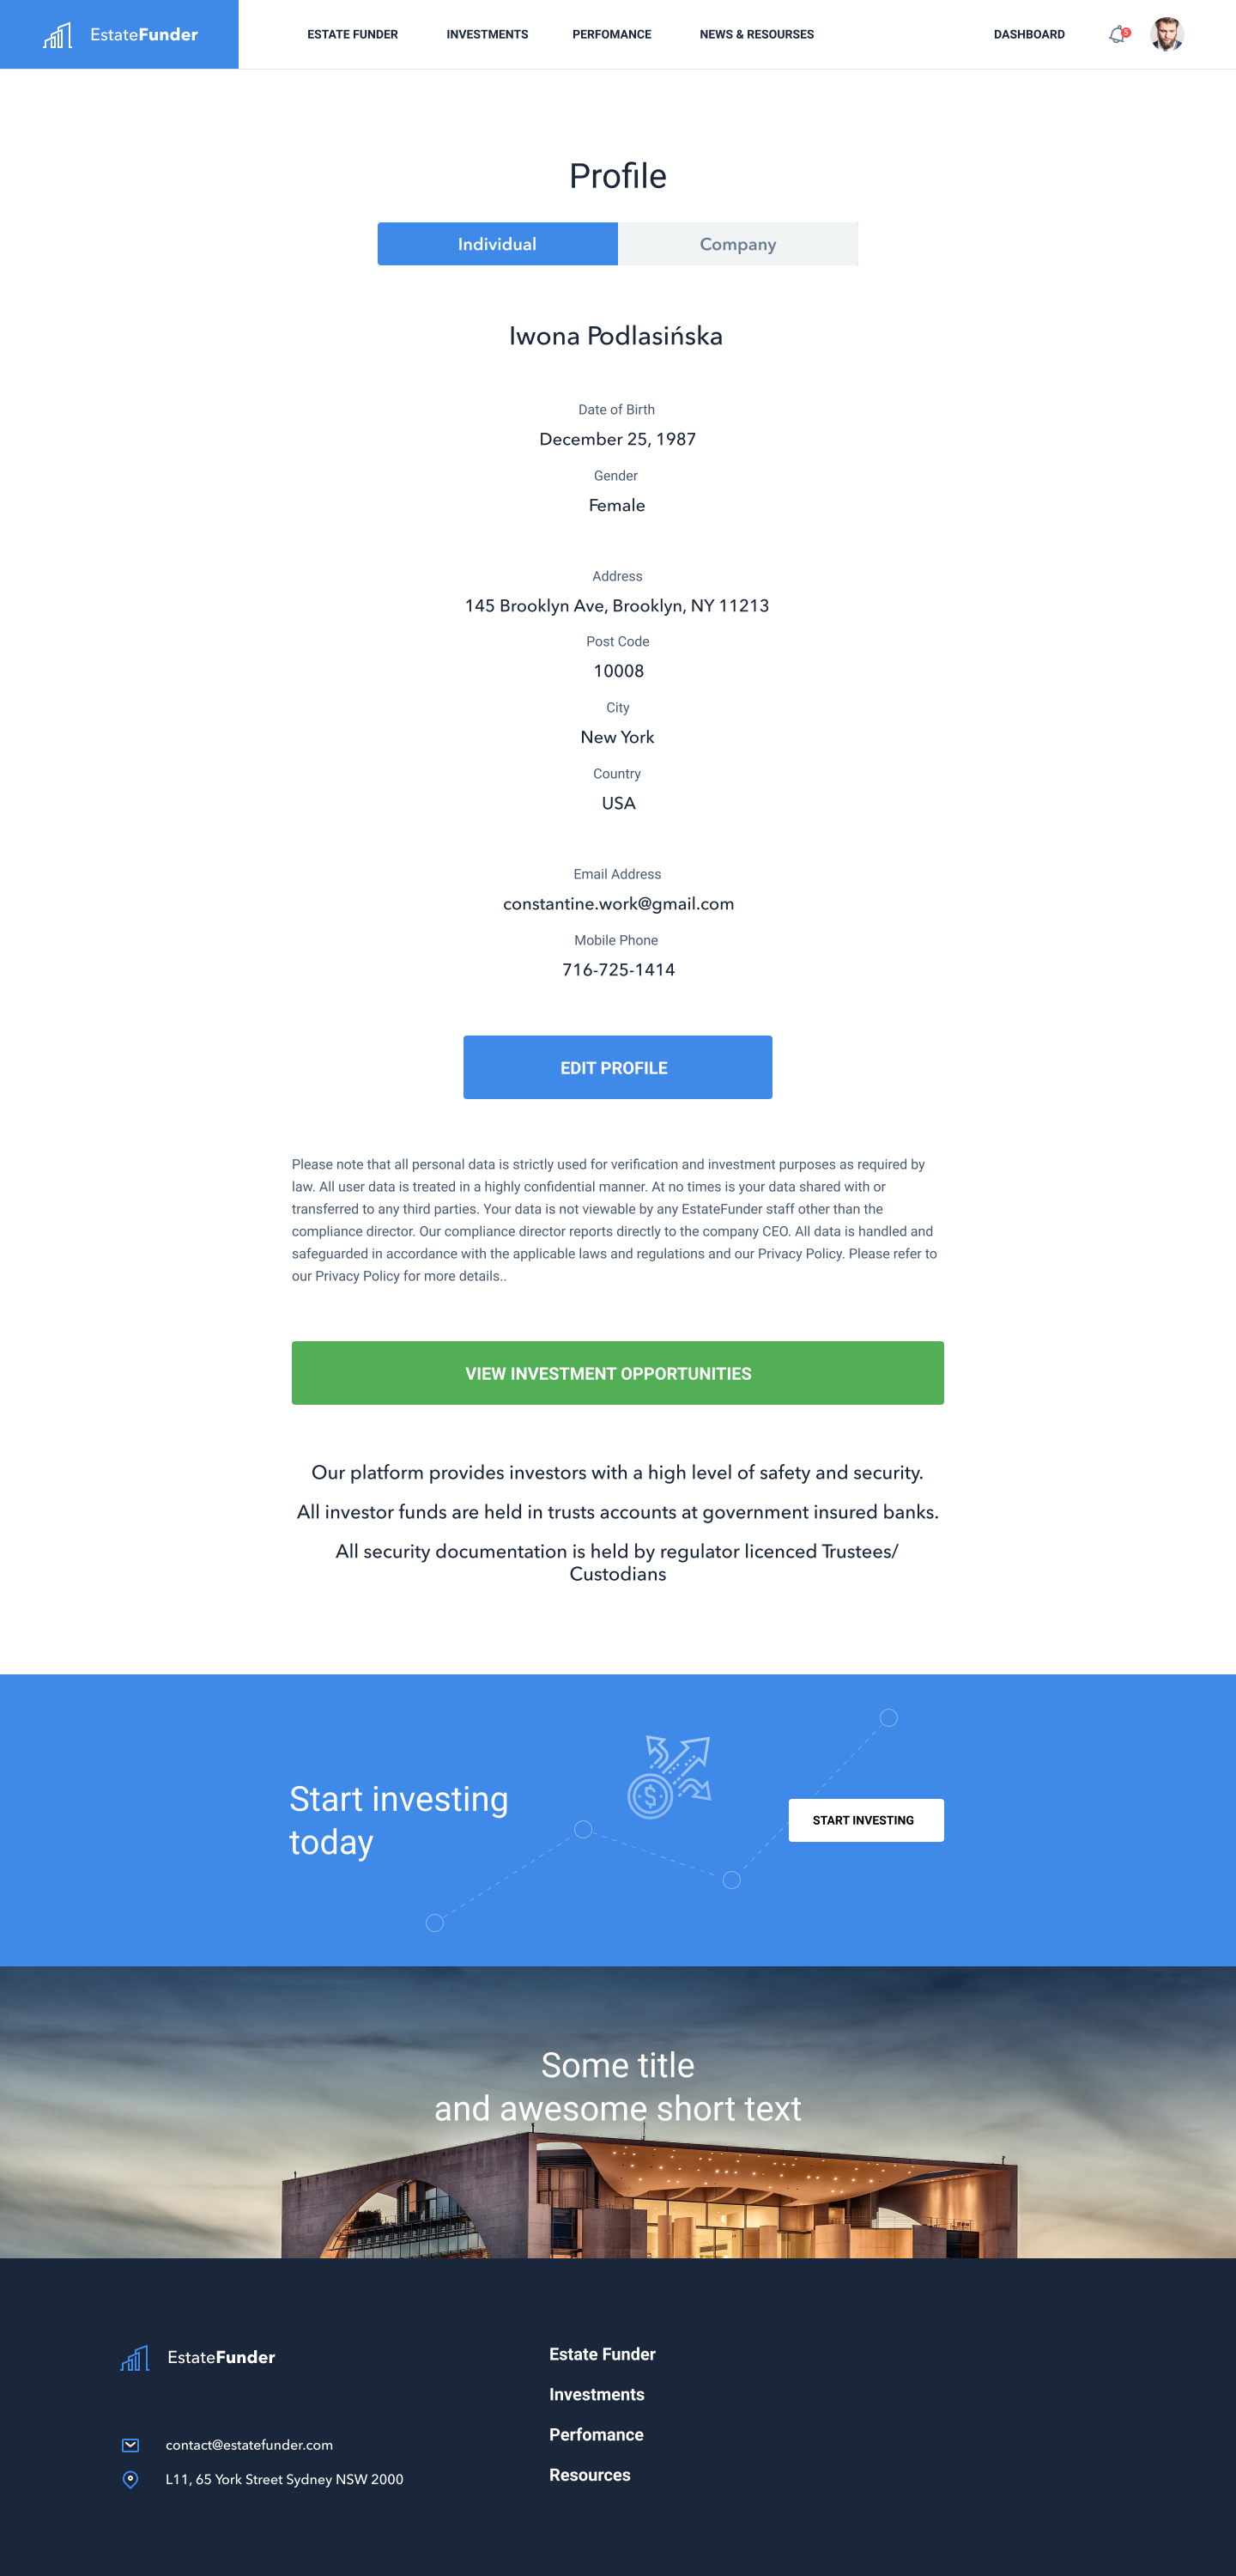 EstateFunder
ESTATE FUNDER
INVESTMENTS
PERFOMANCE
NEWS & RESOURSES
DASHBOARD
5
Profile
Individual
Company
Iwona Podlasińska
Date of Birth
December 25, 1987
Gender
Female
Address
145 Brooklyn Ave, Brooklyn, NY 11213
Post Code
10008
City
New York
Country
USA
Email Address
constantine.work@gmail.com
Mobile Phone
716-725-1414
EDIT PROFILE
Please note that all personal data is strictly used for verification and investment purposes as required by
law. All user data is treated in a highly confidential manner. At no times is your data shared with or
transferred to any third parties. Your data is not viewable by any EstateFunder staff other than the
compliance director. Our compliance director reports directly to the company CEO. All data is handled and
safeguarded in accordance with the applicable laws and regulations and our Privacy Policy. Please refer to
our Privacy Policy for more details..
VIEW INVESTMENT OPPORTUNITIES
Our platform provides investors with a high level of safety and security.
All investor funds are held in trusts accounts at government insured banks.
All security documentation is held by regulator licenced Trustees/
Custodians
Start investing
today
$
START INVESTING
Some title
and awesome short text
EstateFunder
contact@estatefunder.com
L11, 65 York Street Sydney NSW 2000
Estate Funder
Investments
Perfomance
Resources